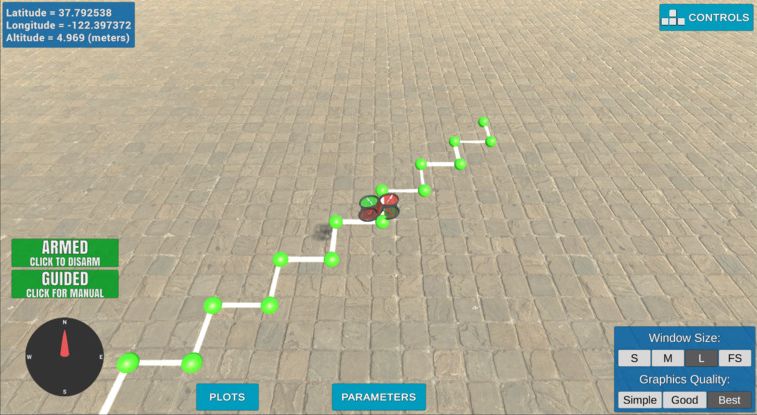 Latitude = 37.792538
Longitude = -122.397372
Altitude = 4.969 (meters)
CONTROLS
ARMED
CLICK TO DISARM
GUIDED
CLICK FOR MANUAL
N
W E
S
PLOTS
PARAMETERS
Window Size:
S M L FS
Graphics Quality:
Simple Good Best